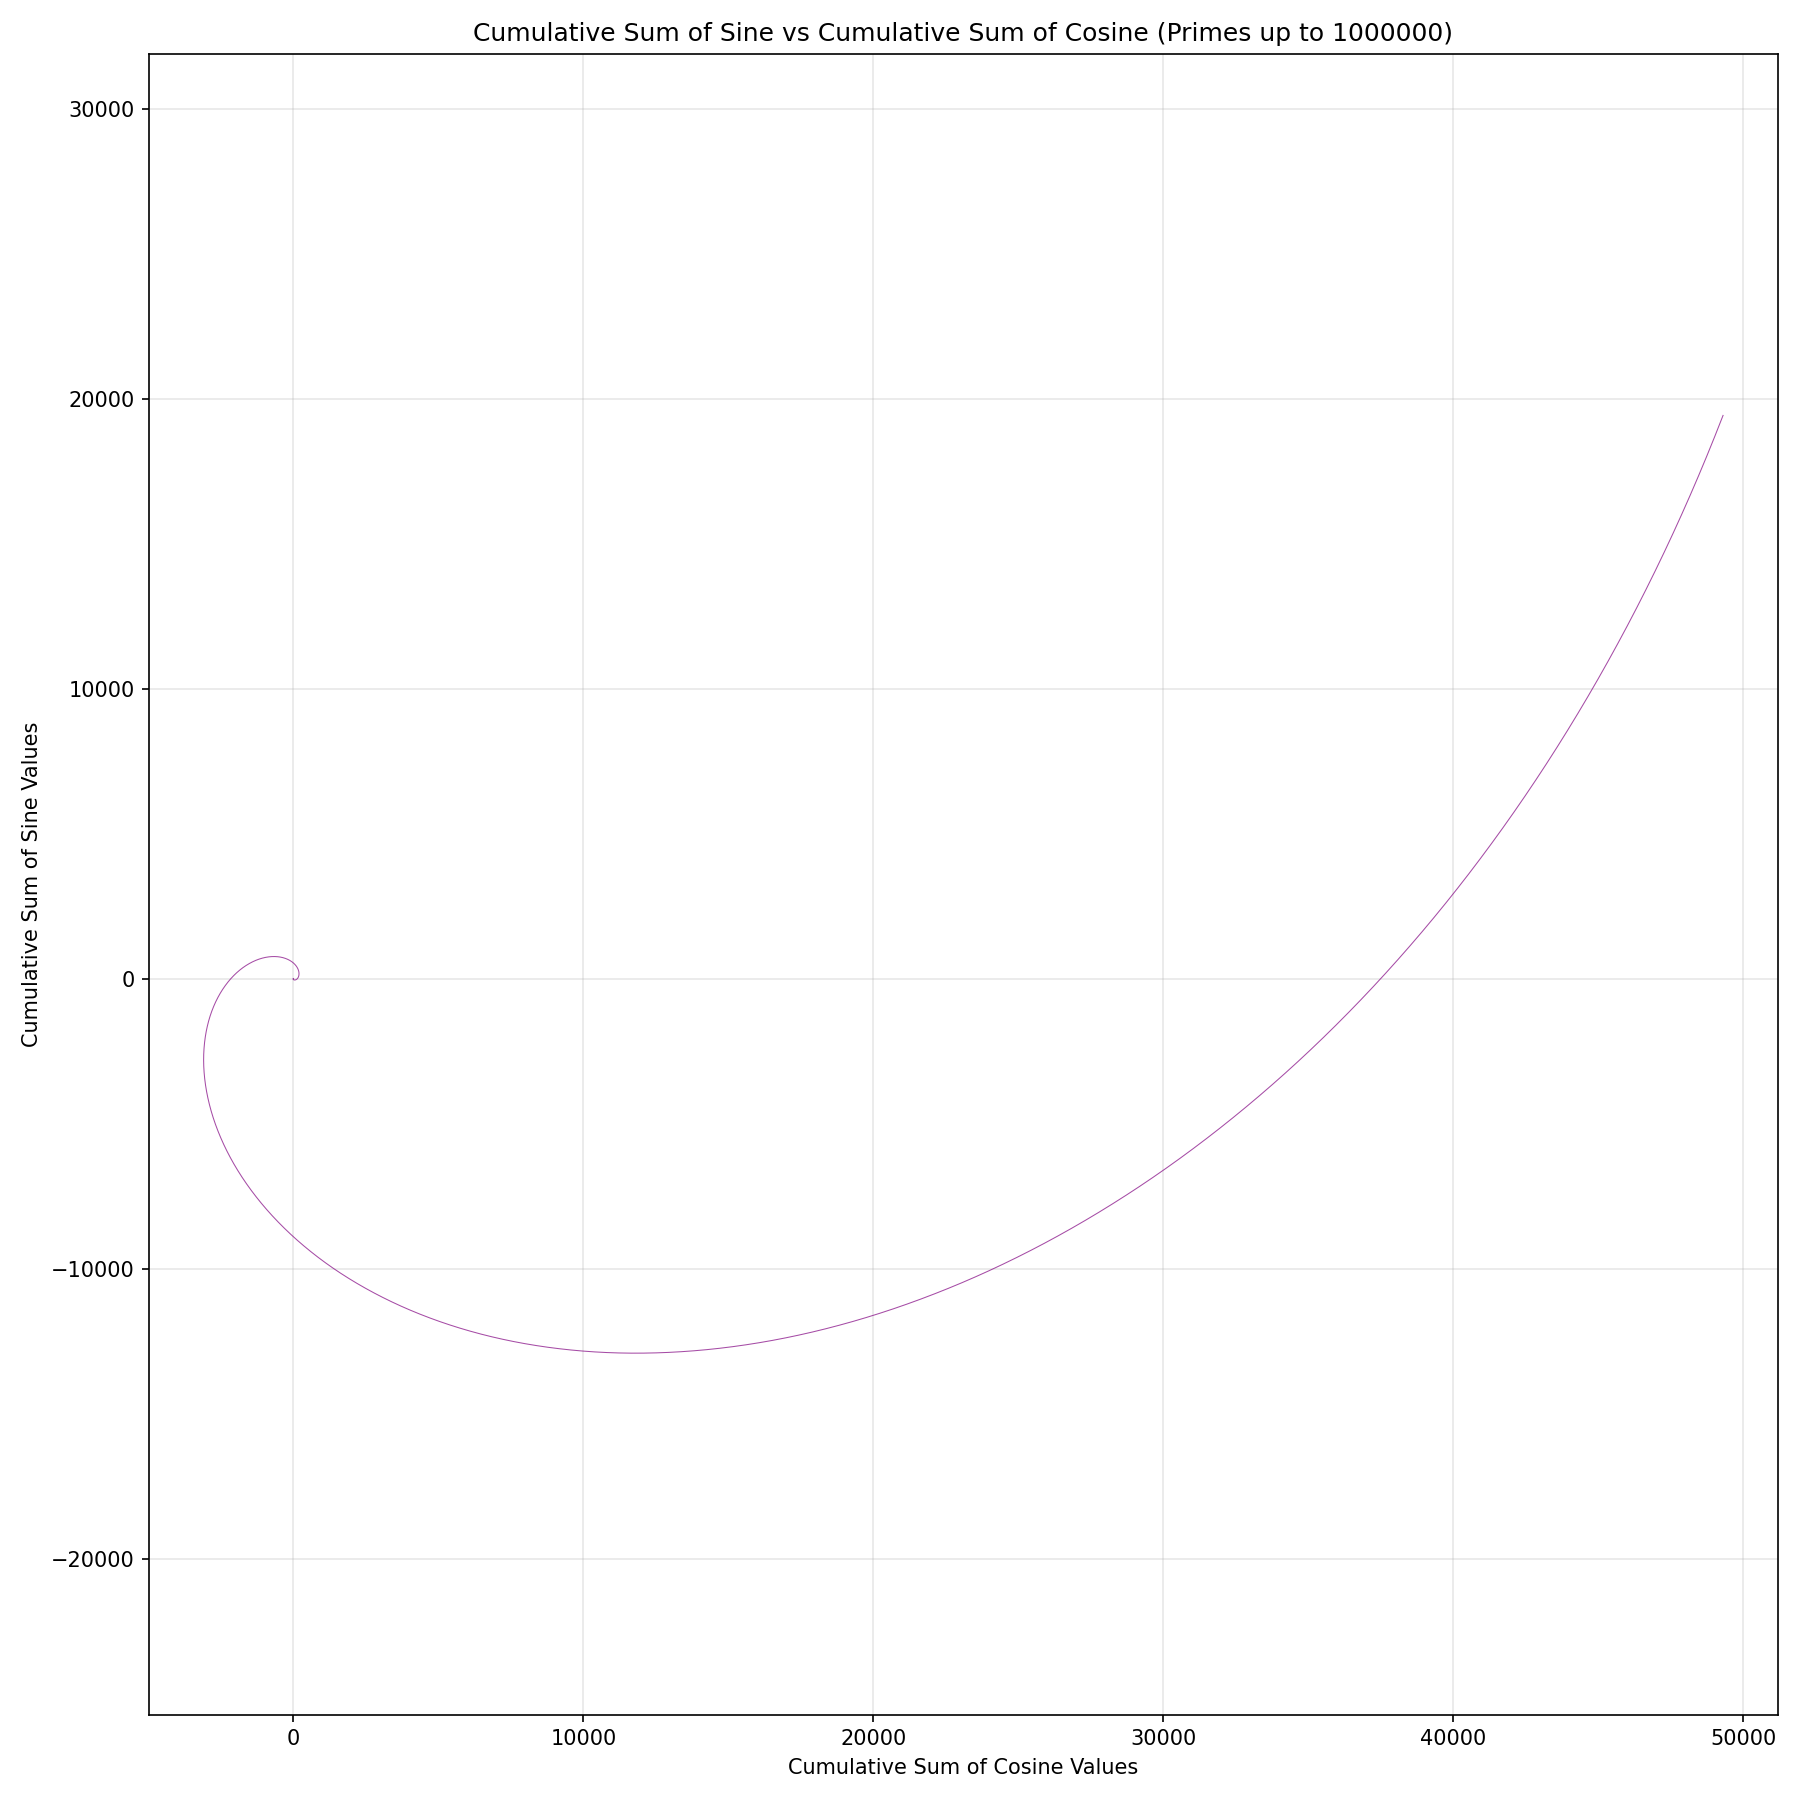 Cumulative Sum of Sine vs Cumulative Sum of Cosine (Primes up to 1000000)
30000
20000
10000
0
−10000
−20000
Cumulative Sum of Sine Values
0 10000 20000 30000 40000 50000
Cumulative Sum of Cosine Values